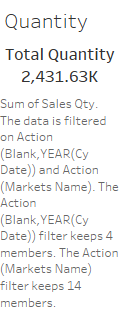 Quantity
Total Quantity
2,431.63K
Sum of Sales Qty.
The data is filtered
on Action
(Blank,YEAR(Cy
Date)) and Action
(Markets Name). The
Action
(Blank,YEAR(Cy
Date)) filter keeps 4
members. The Action
(Markets Name)
filter keeps 14
members.